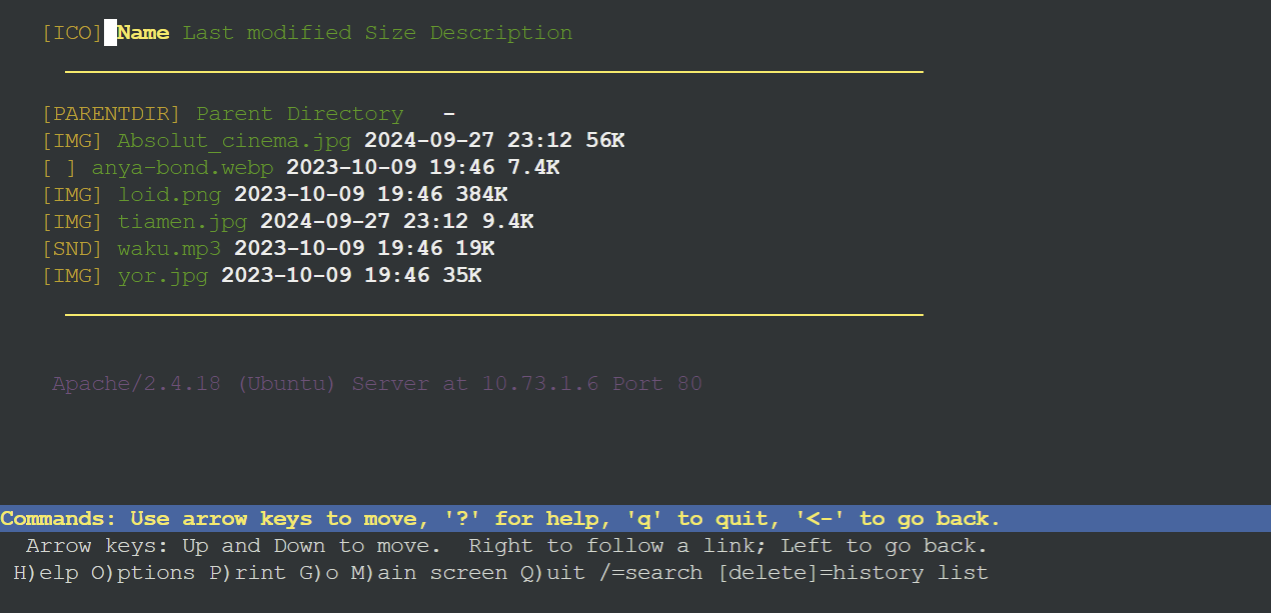 [ICO] Name Last modified Size Description
[PARENTDIR] Parent Directory   -
[IMG] Absolut_cinema.jpg 2024-09-27 23:12 56K
[ ] anya-bond.webp 2023-10-09 19:46 7.4K
[IMG] loid.png 2023-10-09 19:46 384K
[IMG] tiamen.jpg 2024-09-27 23:12 9.4K
[SND] waku.mp3 2023-10-09 19:46 19K
[IMG] yor.jpg 2023-10-09 19:46 35K
Apache/2.4.18 (Ubuntu) Server at 10.73.1.6 Port 80
Commands: Use arrow keys to move, '?' for help, 'q' to quit, '<-' to go back.
Arrow keys: Up and Down to move.  Right to follow a link; Left to go back.
H)elp O)ptions P)rint G)o M)ain screen Q)uit /=search [delete]=history list